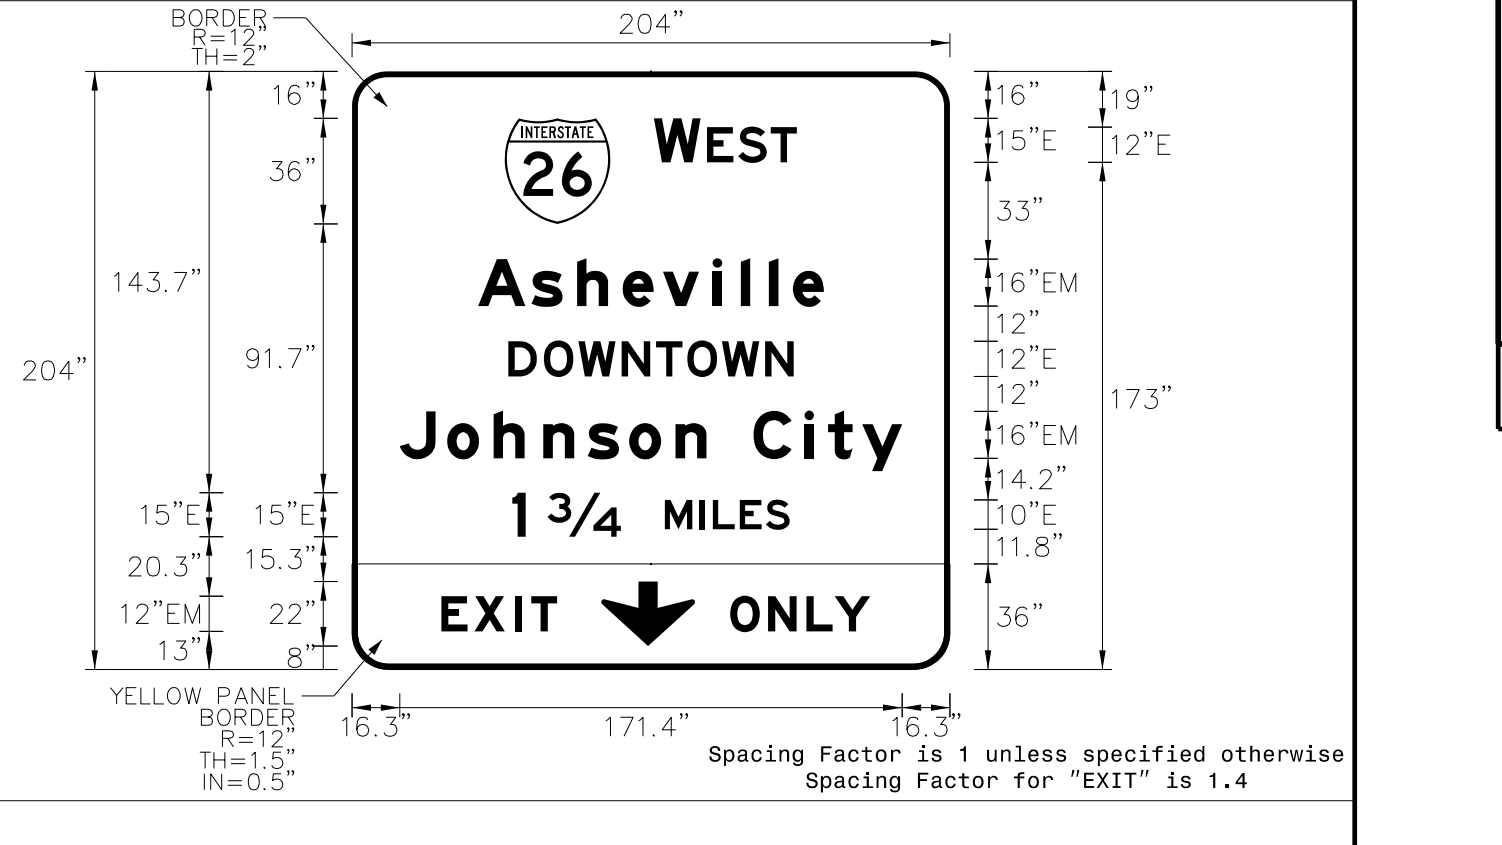 BORDER
R=12"
TH=2"
204"
16"
36"
143.7"
91.7"
204"
15"E
15"E
20.3"
15.3"
12"EM
22"
13"
8"
INTERSTATE
26
WEST
Asheville
DOWNTOWN
Johnson City
1 3/4 MILES
EXIT ONLY
16"
19"
15"E
12"E
33"
16"EM
12"
12"E
12"
173"
16"EM
14.2"
10"E
11.8"
36"
YELLOW PANEL
BORDER
R=12"
TH=1.5"
IN=0.5"
16.3"
171.4"
16.3"
Spacing Factor is 1 unless specified otherwise
Spacing Factor for "EXIT" is 1.4